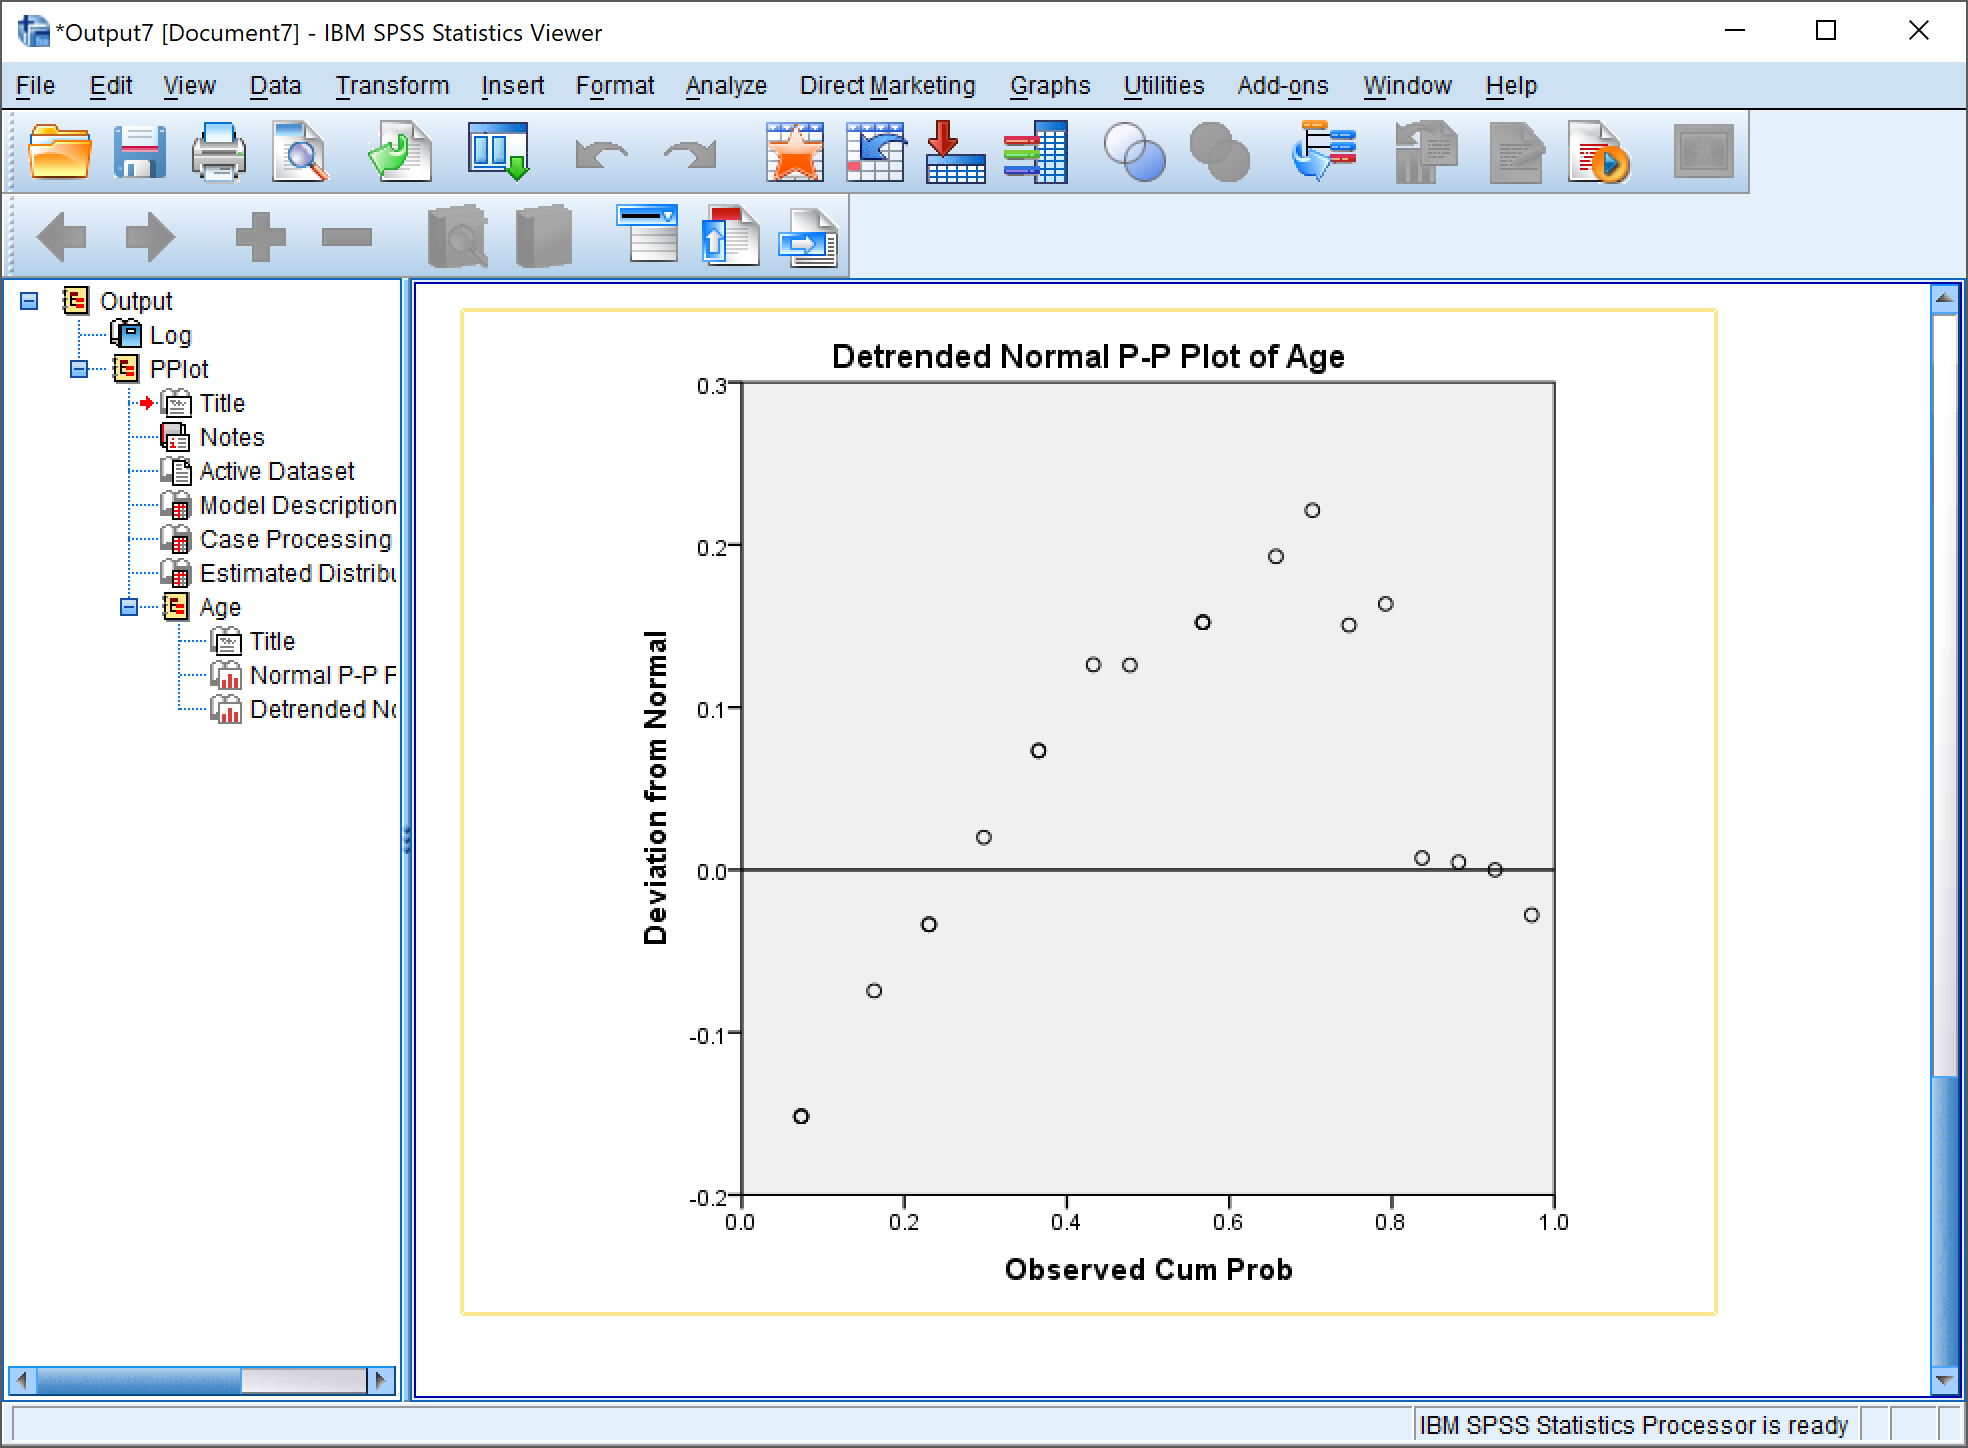 *Output7 [Document7] - IBM SPSS Statistics Viewer
File Edit View Data Transform Insert Format Analyze Direct Marketing Graphs Utilities Add-ons Window Help
Output
Log
PPlot
Title
Notes
Active Dataset
Model Description
Case Processing
Estimated Distribu
Age
Title
Normal P-P P
Detrended No
Detrended Normal P-P Plot of Age
0.3
0.2
0.1
0.0
-0.1
-0.2
Deviation from Normal
0.0 0.2 0.4 0.6 0.8 1.0
Observed Cum Prob
IBM SPSS Statistics Processor is ready